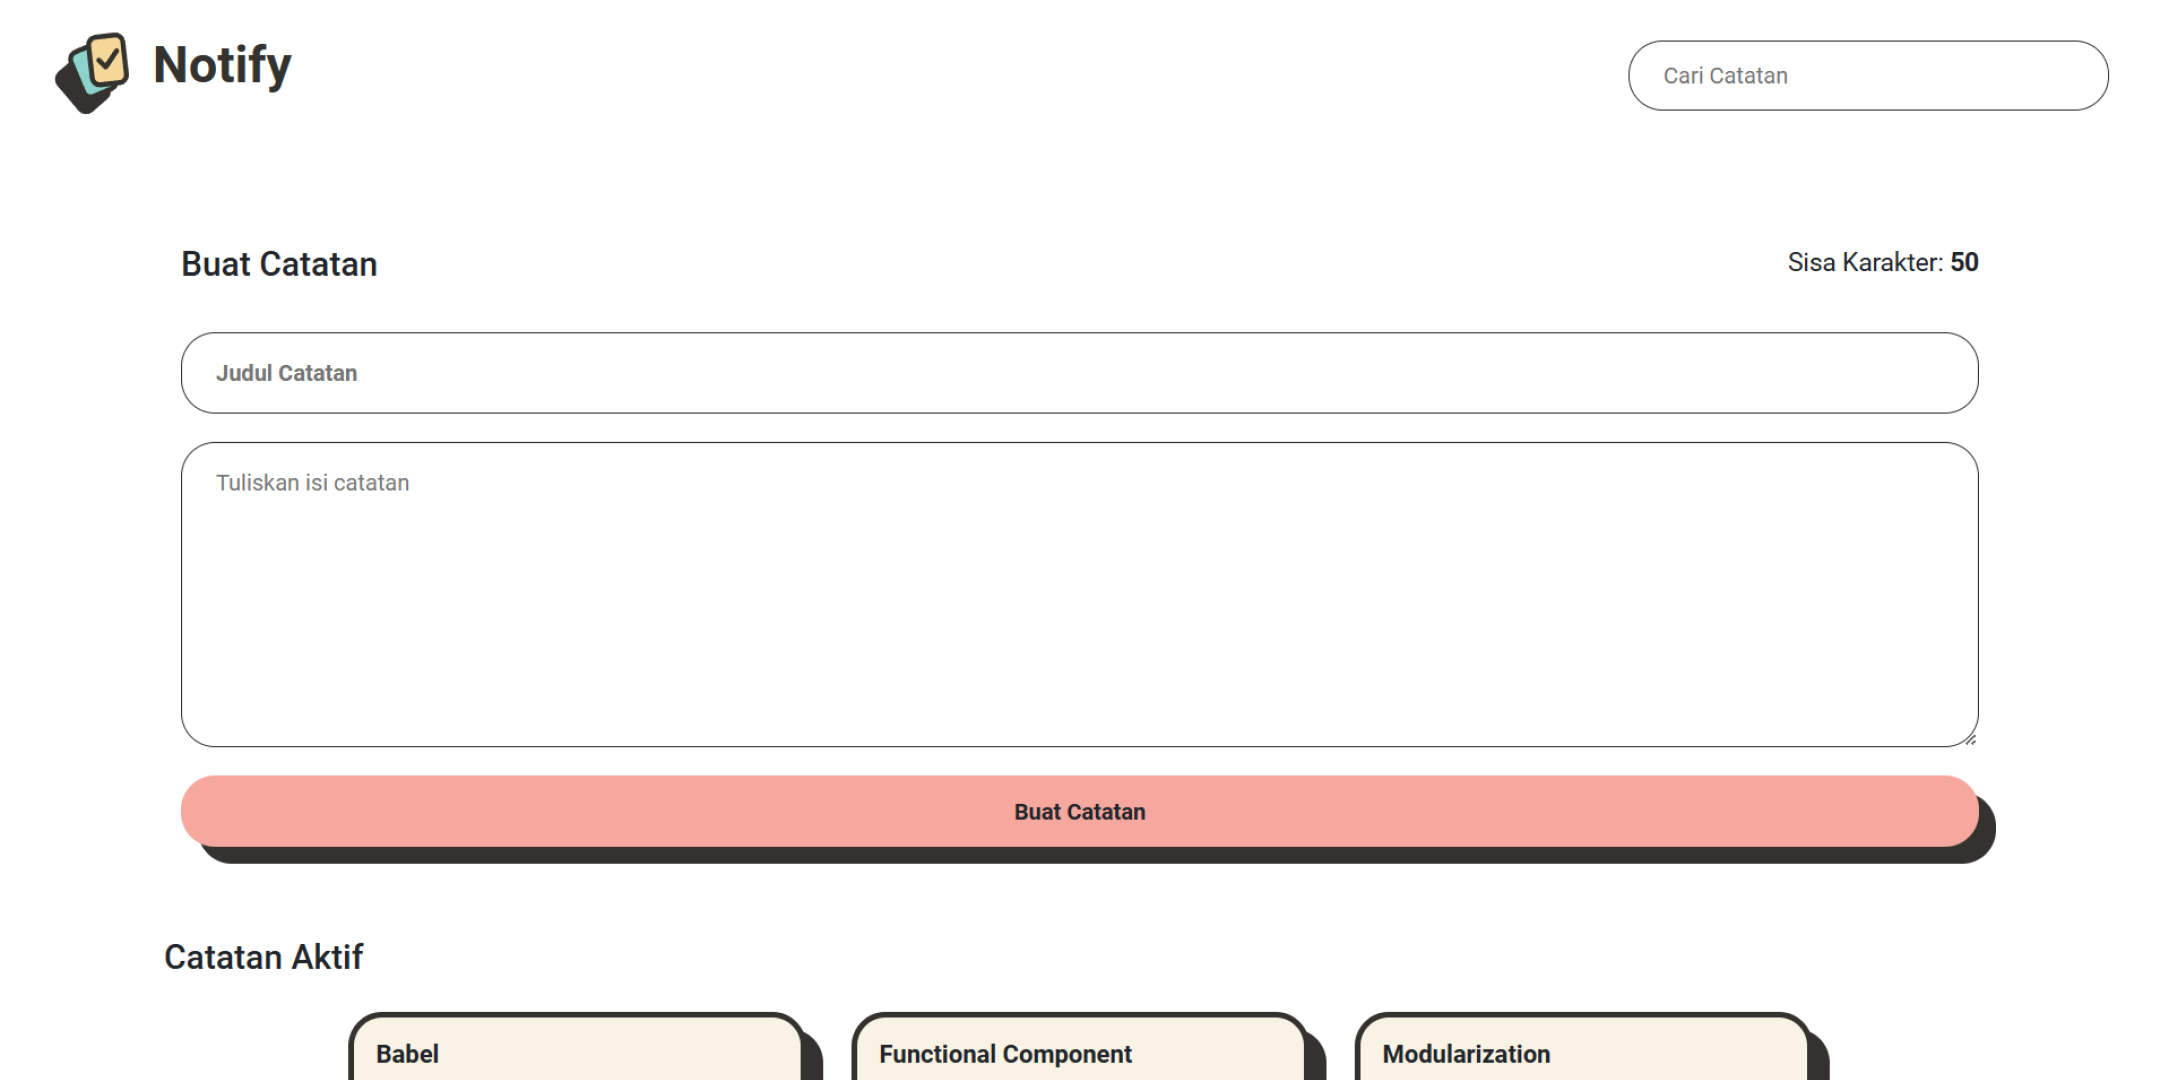 Notify
Cari Catatan
Buat Catatan
Sisa Karakter: 50
Judul Catatan
Tuliskan isi catatan
Buat Catatan
Catatan Aktif
Babel
Functional Component
Modularization